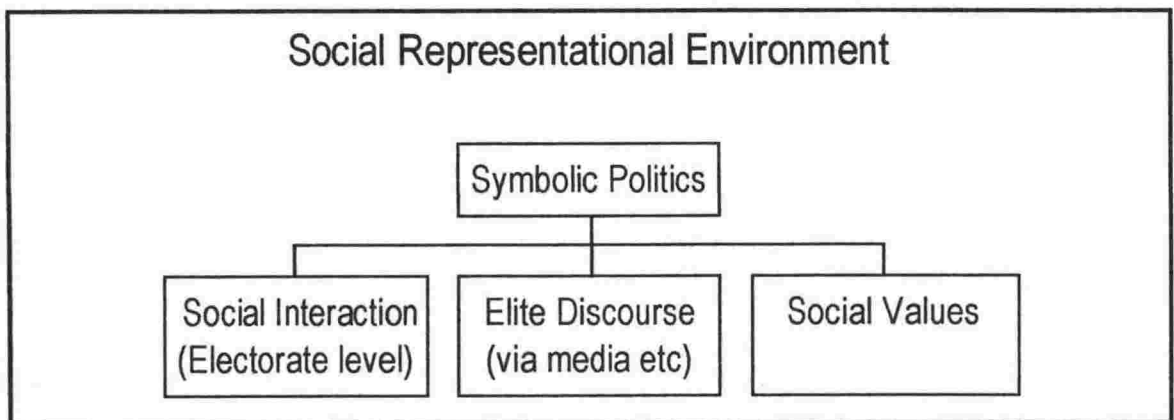 Social Representational Environment
Symbolic Politics
Social Interaction
(Electorate level)
Elite Discourse
(via media etc)
Social Values